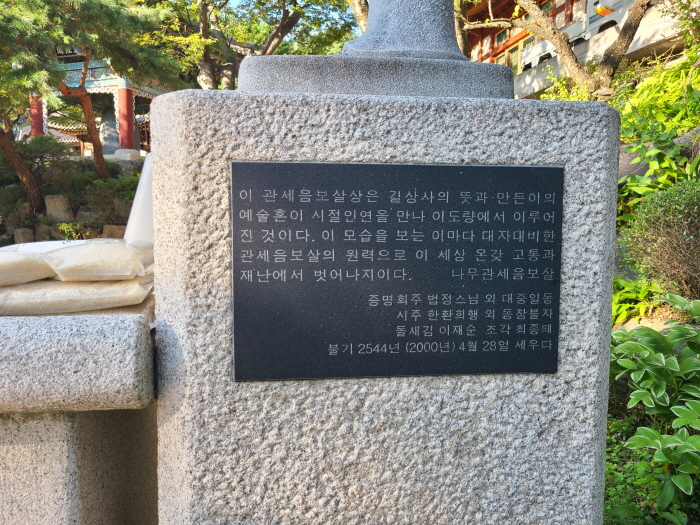 이 관세음보살상은 길상사의 뜻과 만든이의
예술혼이 시절인연을 만나 이도량에서 이루어
진 것이다. 이 모습을 보는 이마다 대자대비한
관세음보살의 원력으로 이 세상 온갖 고통과
재난에서 벗어나지이다. 나무관세음보살
증명회주 법정스님 외 대중일동
시주 한환희행 외 동참불자
돌새김 이재순 조각 최종태
불기 2544년 (2000년) 4월 28일 세우다